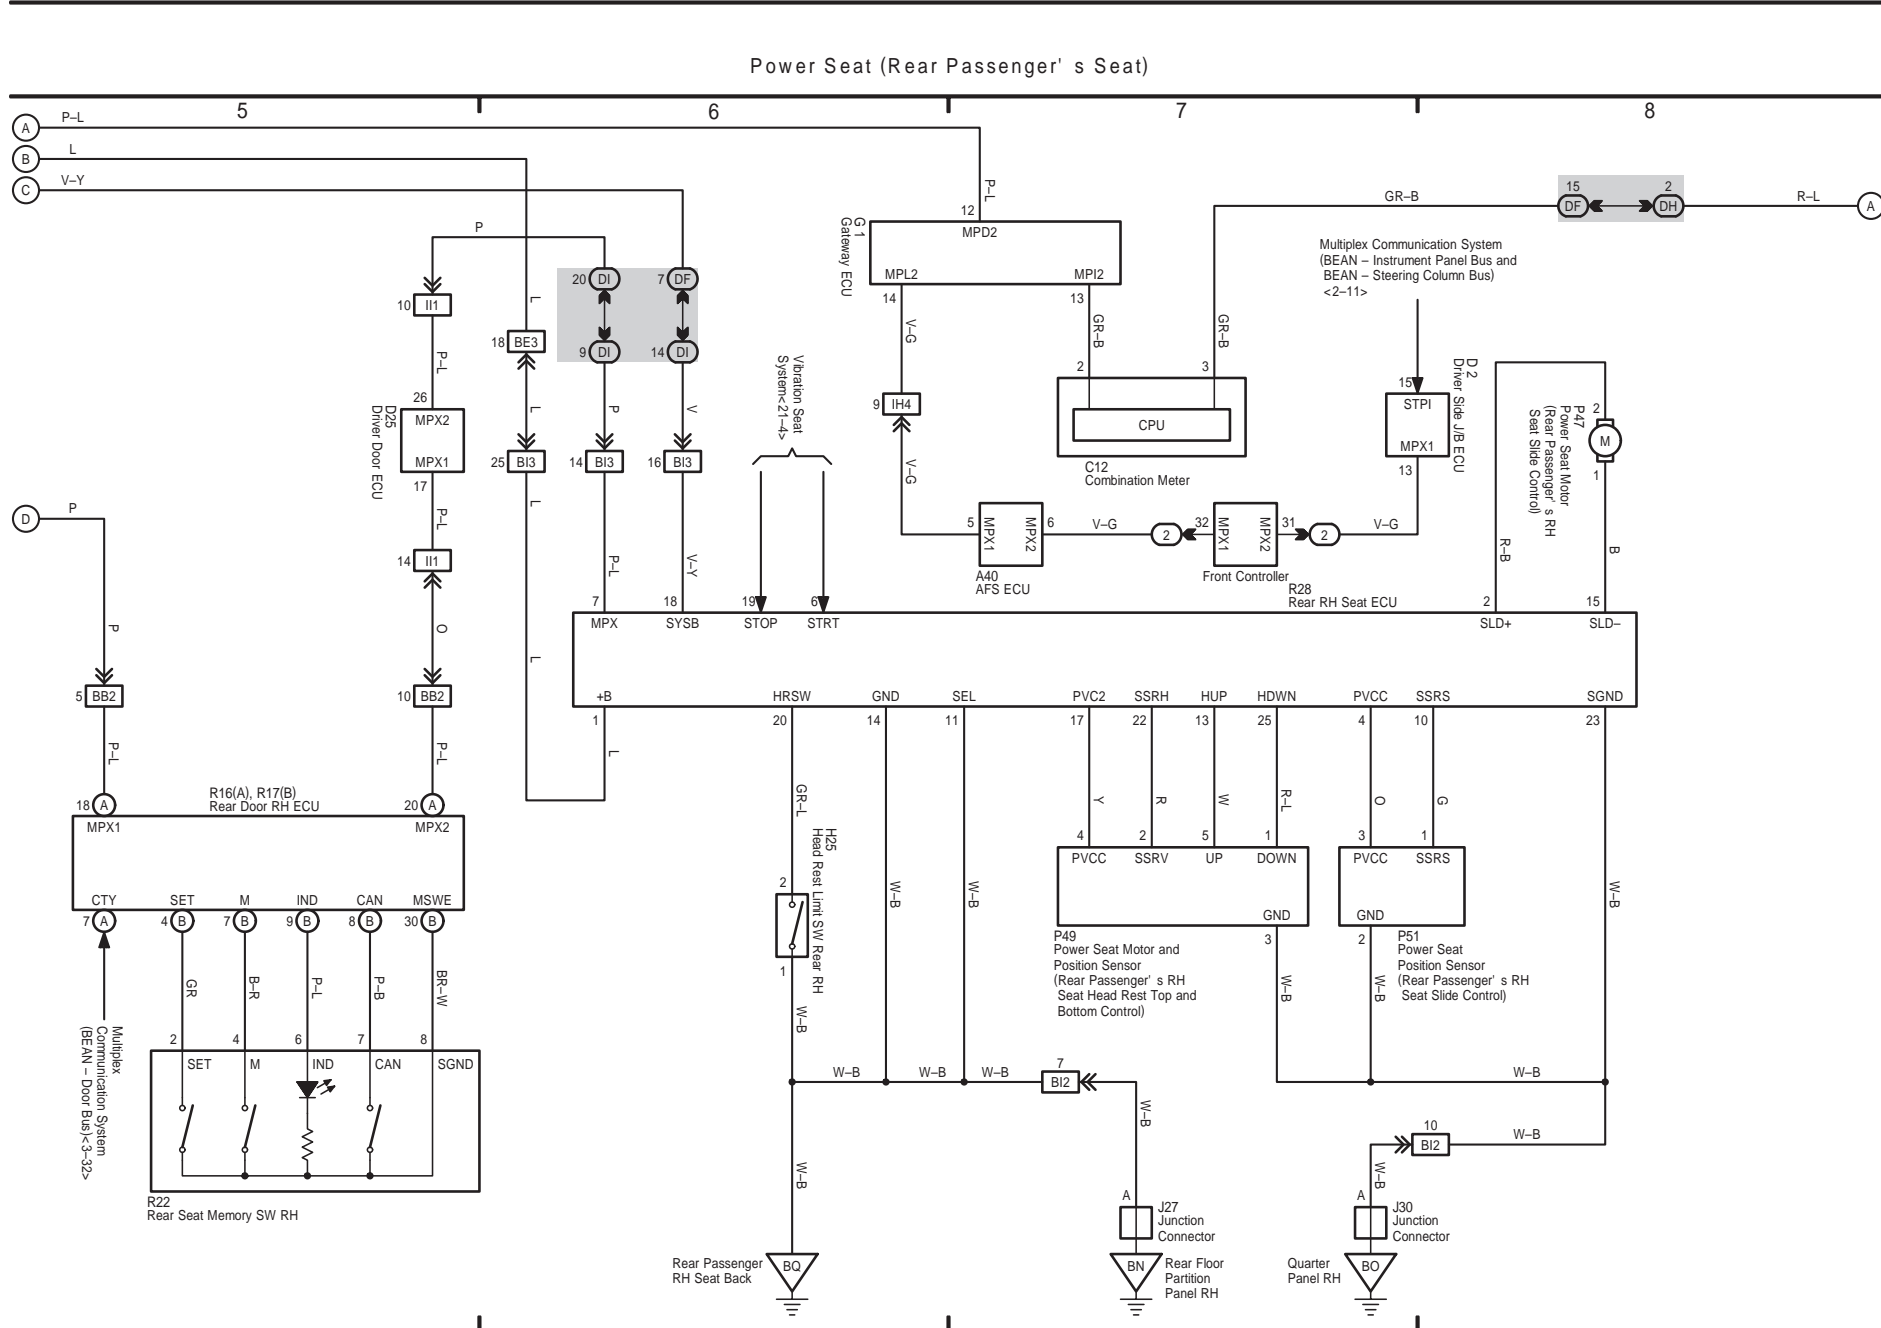 Power Seat (Rear Passenger' s Seat)
5
6
7
8
A
P–L
B
L
C
V–Y
P
P–L
12
MPD2
G 1
Gateway ECU
MPL2
MPI2
14
13
GR–B
15
2
DF
DH
R–L
A
Multiplex Communication System
(BEAN – Instrument Panel Bus and
BEAN – Steering Column Bus)
<2–11>
20
DI
7
DF
9
DI
14
DI
10
II1
L
18
BE3
P–L
26
MPX2
MPX1
17
D25
Driver Door ECU
L
P
V
25
BI3
14
BI3
16
BI3
Vibration Seat
System<21–4>
V–G
GR–B
GR–B
2
3
9
IH4
CPU
C12
Combination Meter
15
STPI
MPX1
13
D 2
Driver Side J/B ECU
P47
Power Seat Motor
(Rear Passenger' s RH
Seat Slide Control)
2
M
1
V–G
D
P
P–L
L
14
II1
5
MPX1
MPX2
6
V–G
2
32
MPX1
MPX2
31
2
V–G
A40
AFS ECU
Front Controller
R–B
B
P–L
V–Y
R28
Rear RH Seat ECU
7
18
19
6
2
15
MPX
SYSB
STOP
STRT
SLD+
SLD–
P
O
L
5
BB2
10
BB2
+B
HRSW
GND
SEL
PVC2
SSRH
HUP
HDWN
PVCC
SSRS
SGND
1
20
14
11
17
22
13
25
4
10
23
P–L
P–L
L
R16(A), R17(B)
Rear Door RH ECU
18
A
20
A
MPX1
MPX2
GR–L
Y
R
W
R–L
O
G
H25
Head Rest Limit SW Rear RH
4
2
5
1
3
1
PVCC
SSRV
UP
DOWN
PVCC
SSRS
CTY
SET
M
IND
CAN
MSWE
7
A
4
B
7
B
9
B
8
B
30
B
2
1
W–B
W–B
W–B
GND
GND
3
2
P49
Power Seat Motor and
Position Sensor
(Rear Passenger' s RH
Seat Head Rest Top and
Bottom Control)
P51
Power Seat
Position Sensor
(Rear Passenger' s RH
Seat Slide Control)
GR
B–R
P–L
P–B
BR–W
W–B
W–B
W–B
Multiplex
Communication System
(BEAN – Door Bus)<3–32>
2
4
6
7
8
SET
M
IND
CAN
SGND
W–B
W–B
W–B
7
BI2
W–B
W–B
10
BI2
W–B
W–B
W–B
R22
Rear Seat Memory SW RH
A
J27
Junction
Connector
A
J30
Junction
Connector
Rear Passenger
RH Seat Back
BQ
BN
Rear Floor
Partition
Panel RH
Quarter
Panel RH
BO